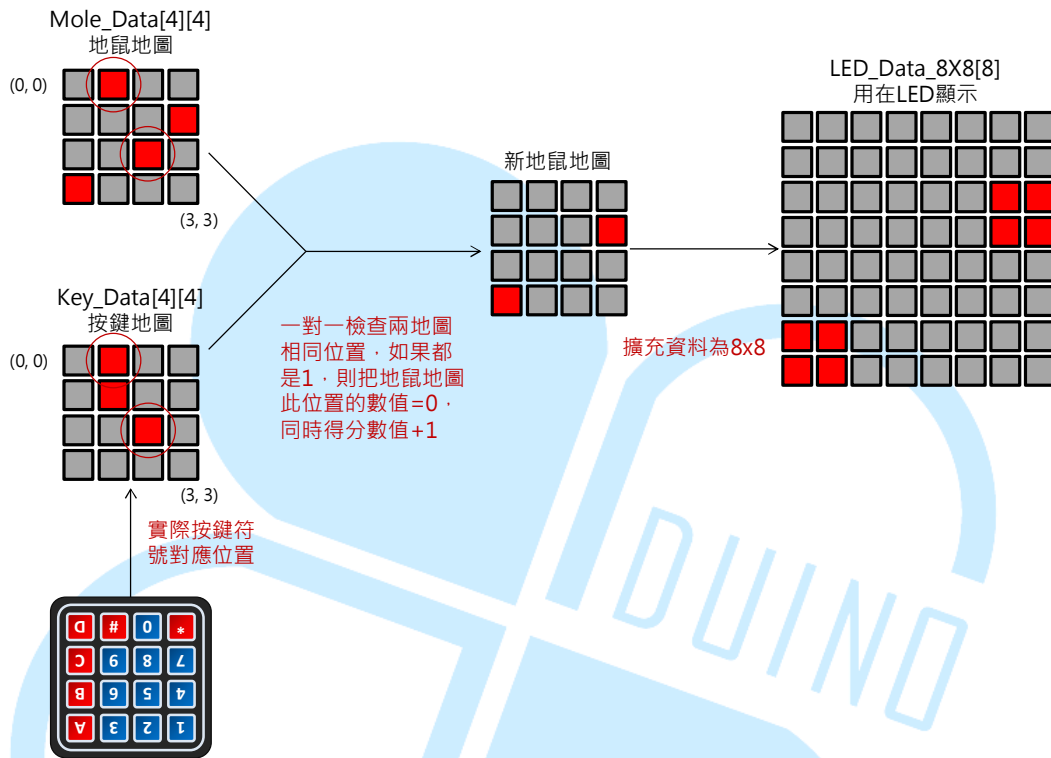 Mole_Data[4][4]
地鼠地圖
(0, 0)
(3, 3)
Key_Data[4][4]
按鍵地圖
(0, 0)
(3, 3)
實際按鍵符
號對應位置
D # 0 *
C 9 8 7
B 6 5 4
A 3 2 1
一對一檢查兩地圖
相同位置，如果都
是1，則把地鼠地圖
此位置的數值=0，
同時得分數值+1
新地鼠地圖
擴充資料為8x8
LED_Data_8X8[8]
用在LED顯示
DUINO